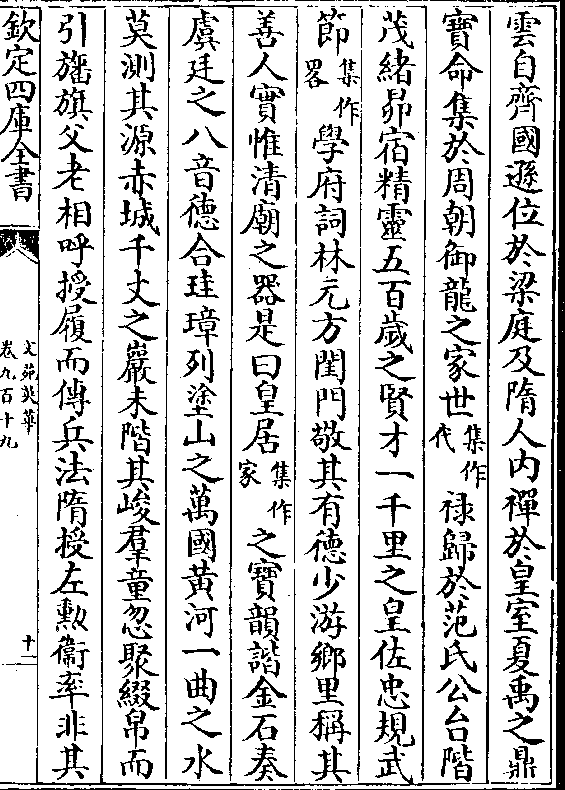 雲自齊國遜位於梁庭及隋人內禪於皇室夏禹之鼎
寶命集於周朝御龍之家世集作代祿歸於范氏公台階
茂緒昴宿精靈五百歲之賢才一千里之皇佐忠規武
節集作畧學府詞林元方閨門敬其有德少游鄉里稱其
善人實惟清廟之器是曰皇居集作家之寶韻諧金石奏
虞廷之八音德合珪璋列塗山之萬國黃河一曲之水
莫測其源赤城千丈之巖未階其峻羣童忽聚綴帛而
引旛旗父老相呼授履而傳兵法隋授左勲衞率非其
欽定四庫全書
文苑英華
卷九百十九
十一